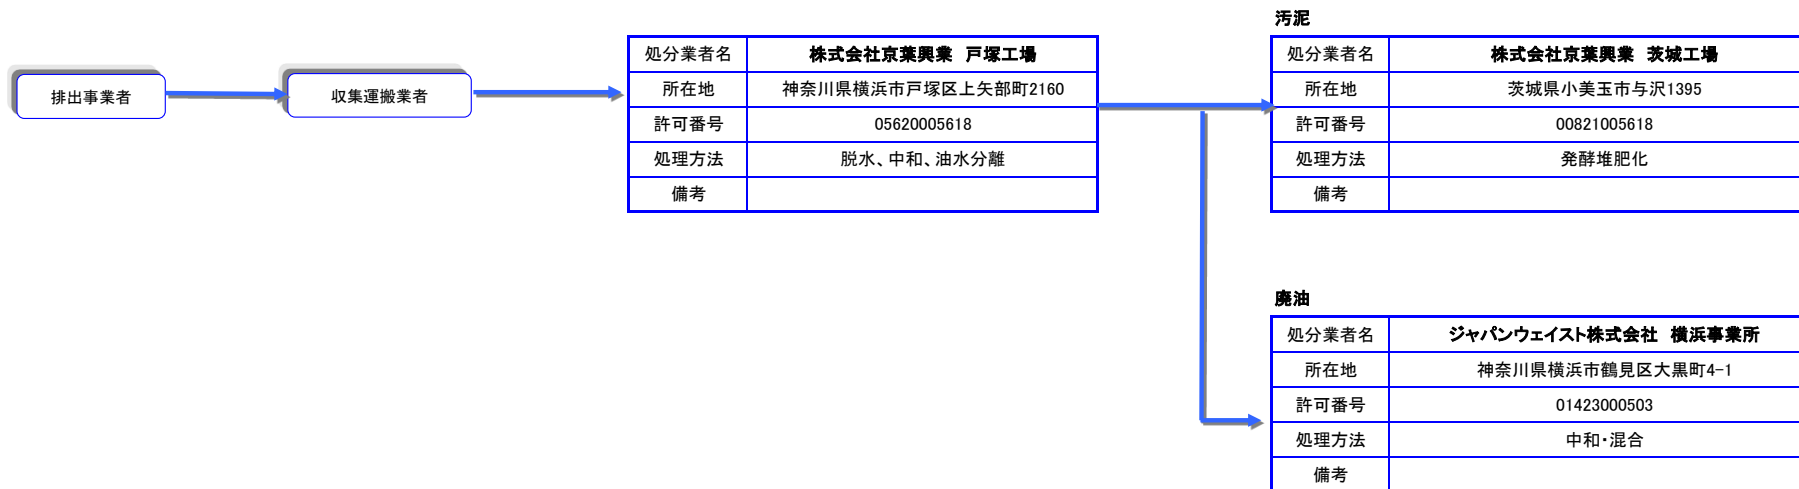 排出事業者
収集運搬業者
処分業者名 株式会社京葉興業 戸塚工場
所在地 神奈川県横浜市戸塚区上矢部町2160
許可番号 05620005618
処理方法 脱水、中和、油水分離
備考
汚泥
処分業者名 株式会社京葉興業 茨城工場
所在地 茨城県小美玉市与沢1395
許可番号 00821005618
処理方法 発酵堆肥化
備考
廃油
処分業者名 ジャパンウェイスト株式会社 横浜事業所
所在地 神奈川県横浜市鶴見区大黒町4-1
許可番号 01423000503
処理方法 中和・混合
備考